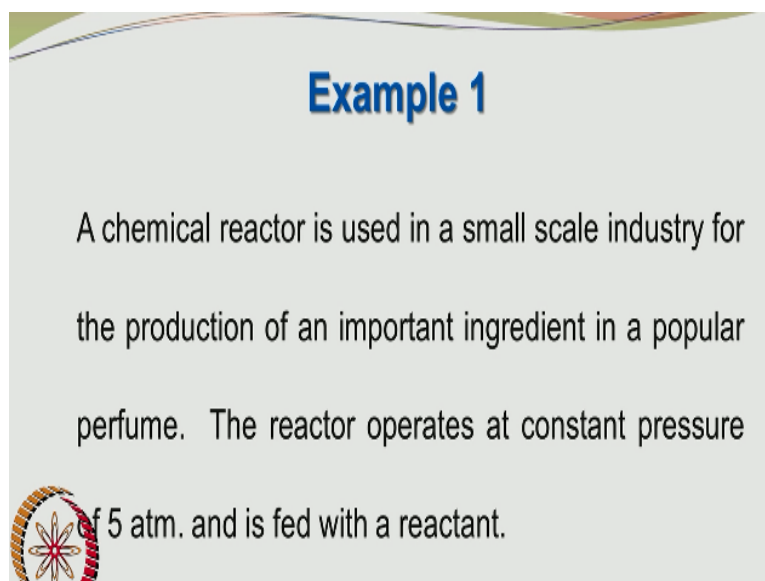 Example 1
A chemical reactor is used in a small scale industry for
the production of an important ingredient in a popular
perfume. The reactor operates at constant pressure
of 5 atm. and is fed with a reactant.